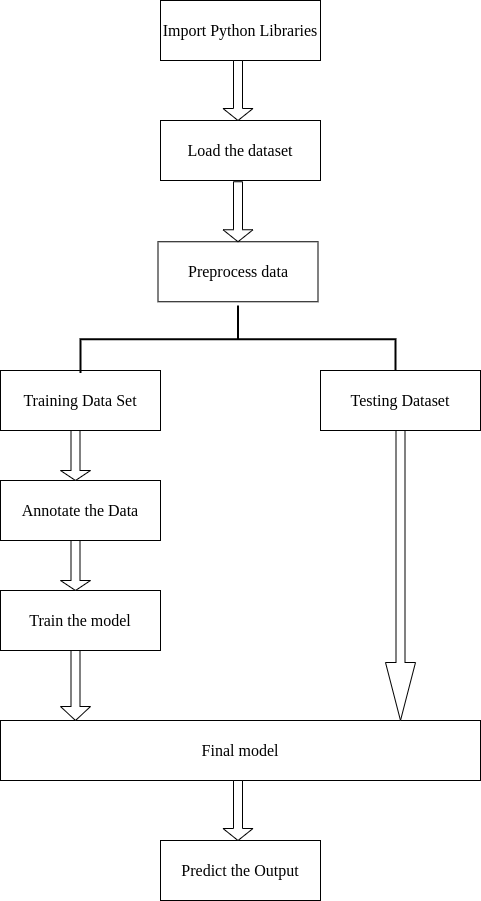 Import Python Libraries
Load the dataset
Preprocess data
Training Data Set
Testing Dataset
Annotate the Data
Train the model
Final model
Predict the Output